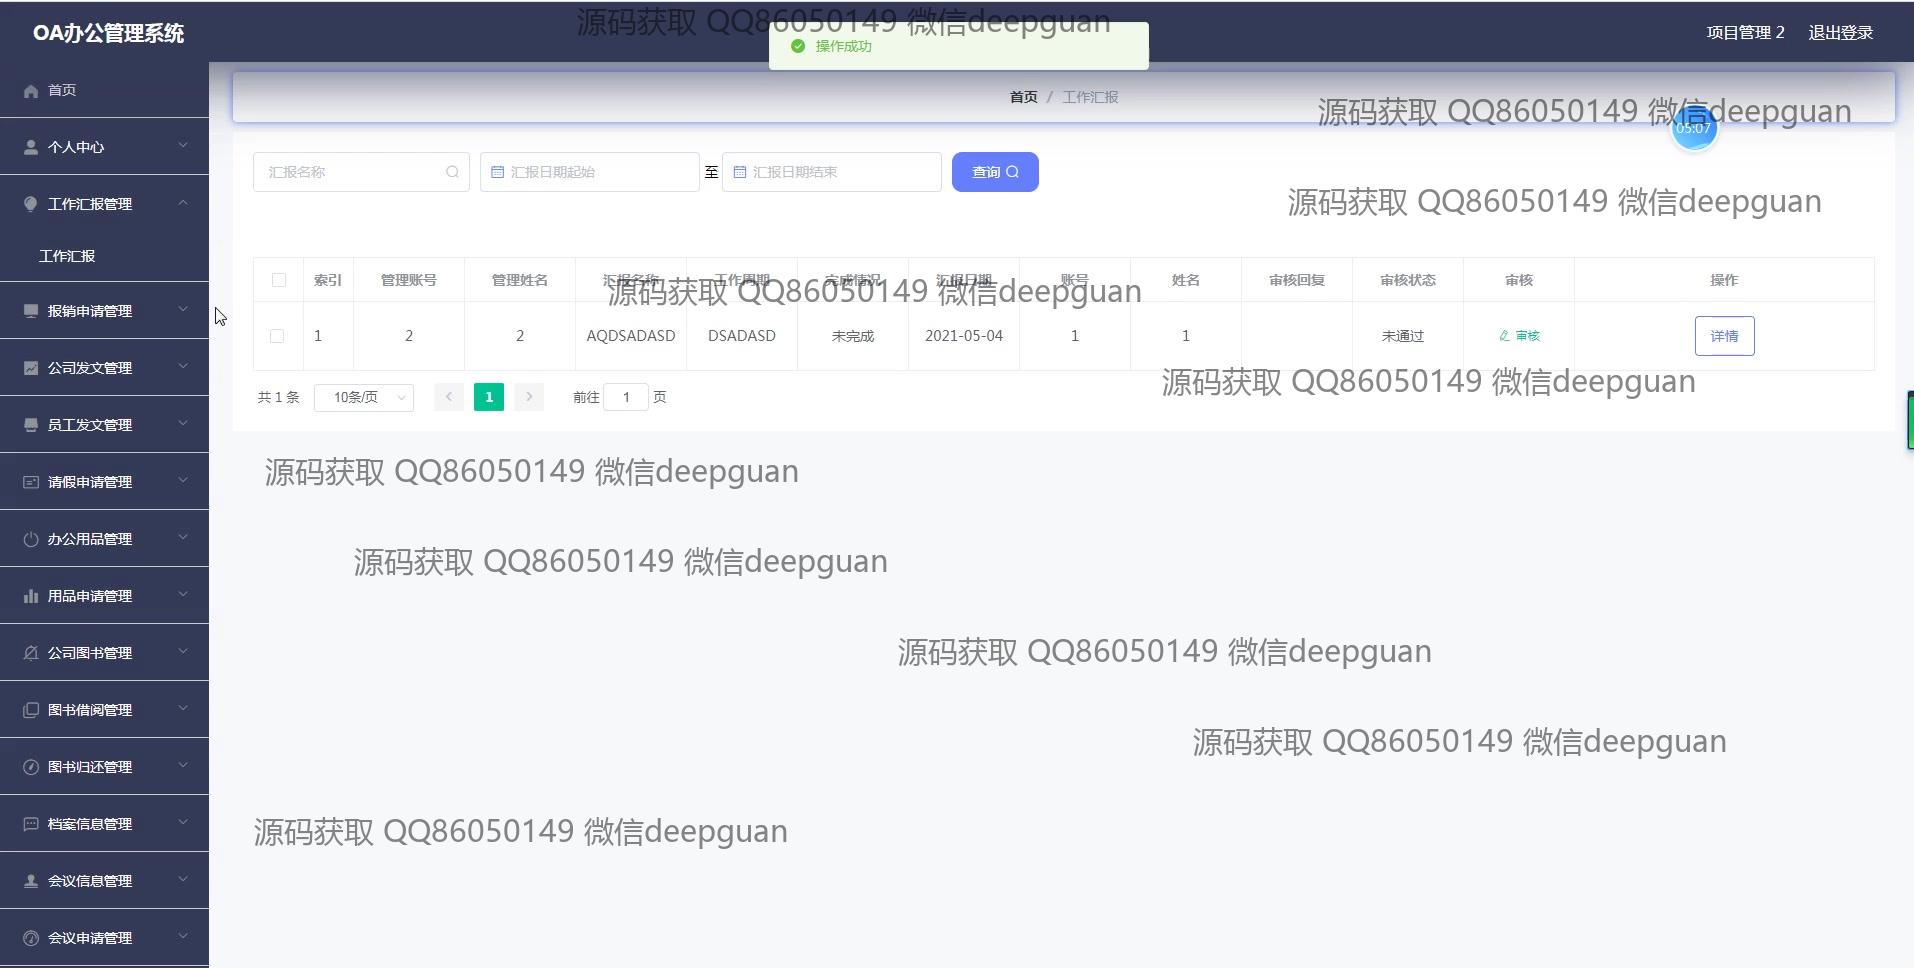 源码获取 QQ86050149 微信deepguan
OA办公管理系统
操作成功
项目管理 2 退出登录
首页
首页 / 工作汇报
源码获取 QQ86050149 微信deepguan
05:07
个人中心
汇报名称 汇报日期起始 至 汇报日期结束 查询
工作汇报管理
源码获取 QQ86050149 微信deepguan
工作汇报
索引 管理账号 管理姓名 汇报名称 工作周期 完成情况 汇报日期 账号 姓名 审核回复 审核状态 审核 操作
源码获取 QQ86050149 微信deepguan
报销申请管理
1 2 2 AQDSADASD DSADASD 未完成 2021-05-04 1 1 未通过 审核 详情
公司发文管理
源码获取 QQ86050149 微信deepguan
共 1 条 10条/页 1 前往 1 页
员工发文管理
源码获取 QQ86050149 微信deepguan
请假申请管理
办公用品管理
源码获取 QQ86050149 微信deepguan
用品申请管理
公司图书管理
源码获取 QQ86050149 微信deepguan
图书借阅管理
源码获取 QQ86050149 微信deepguan
图书归还管理
档案信息管理
源码获取 QQ86050149 微信deepguan
会议信息管理
会议申请管理